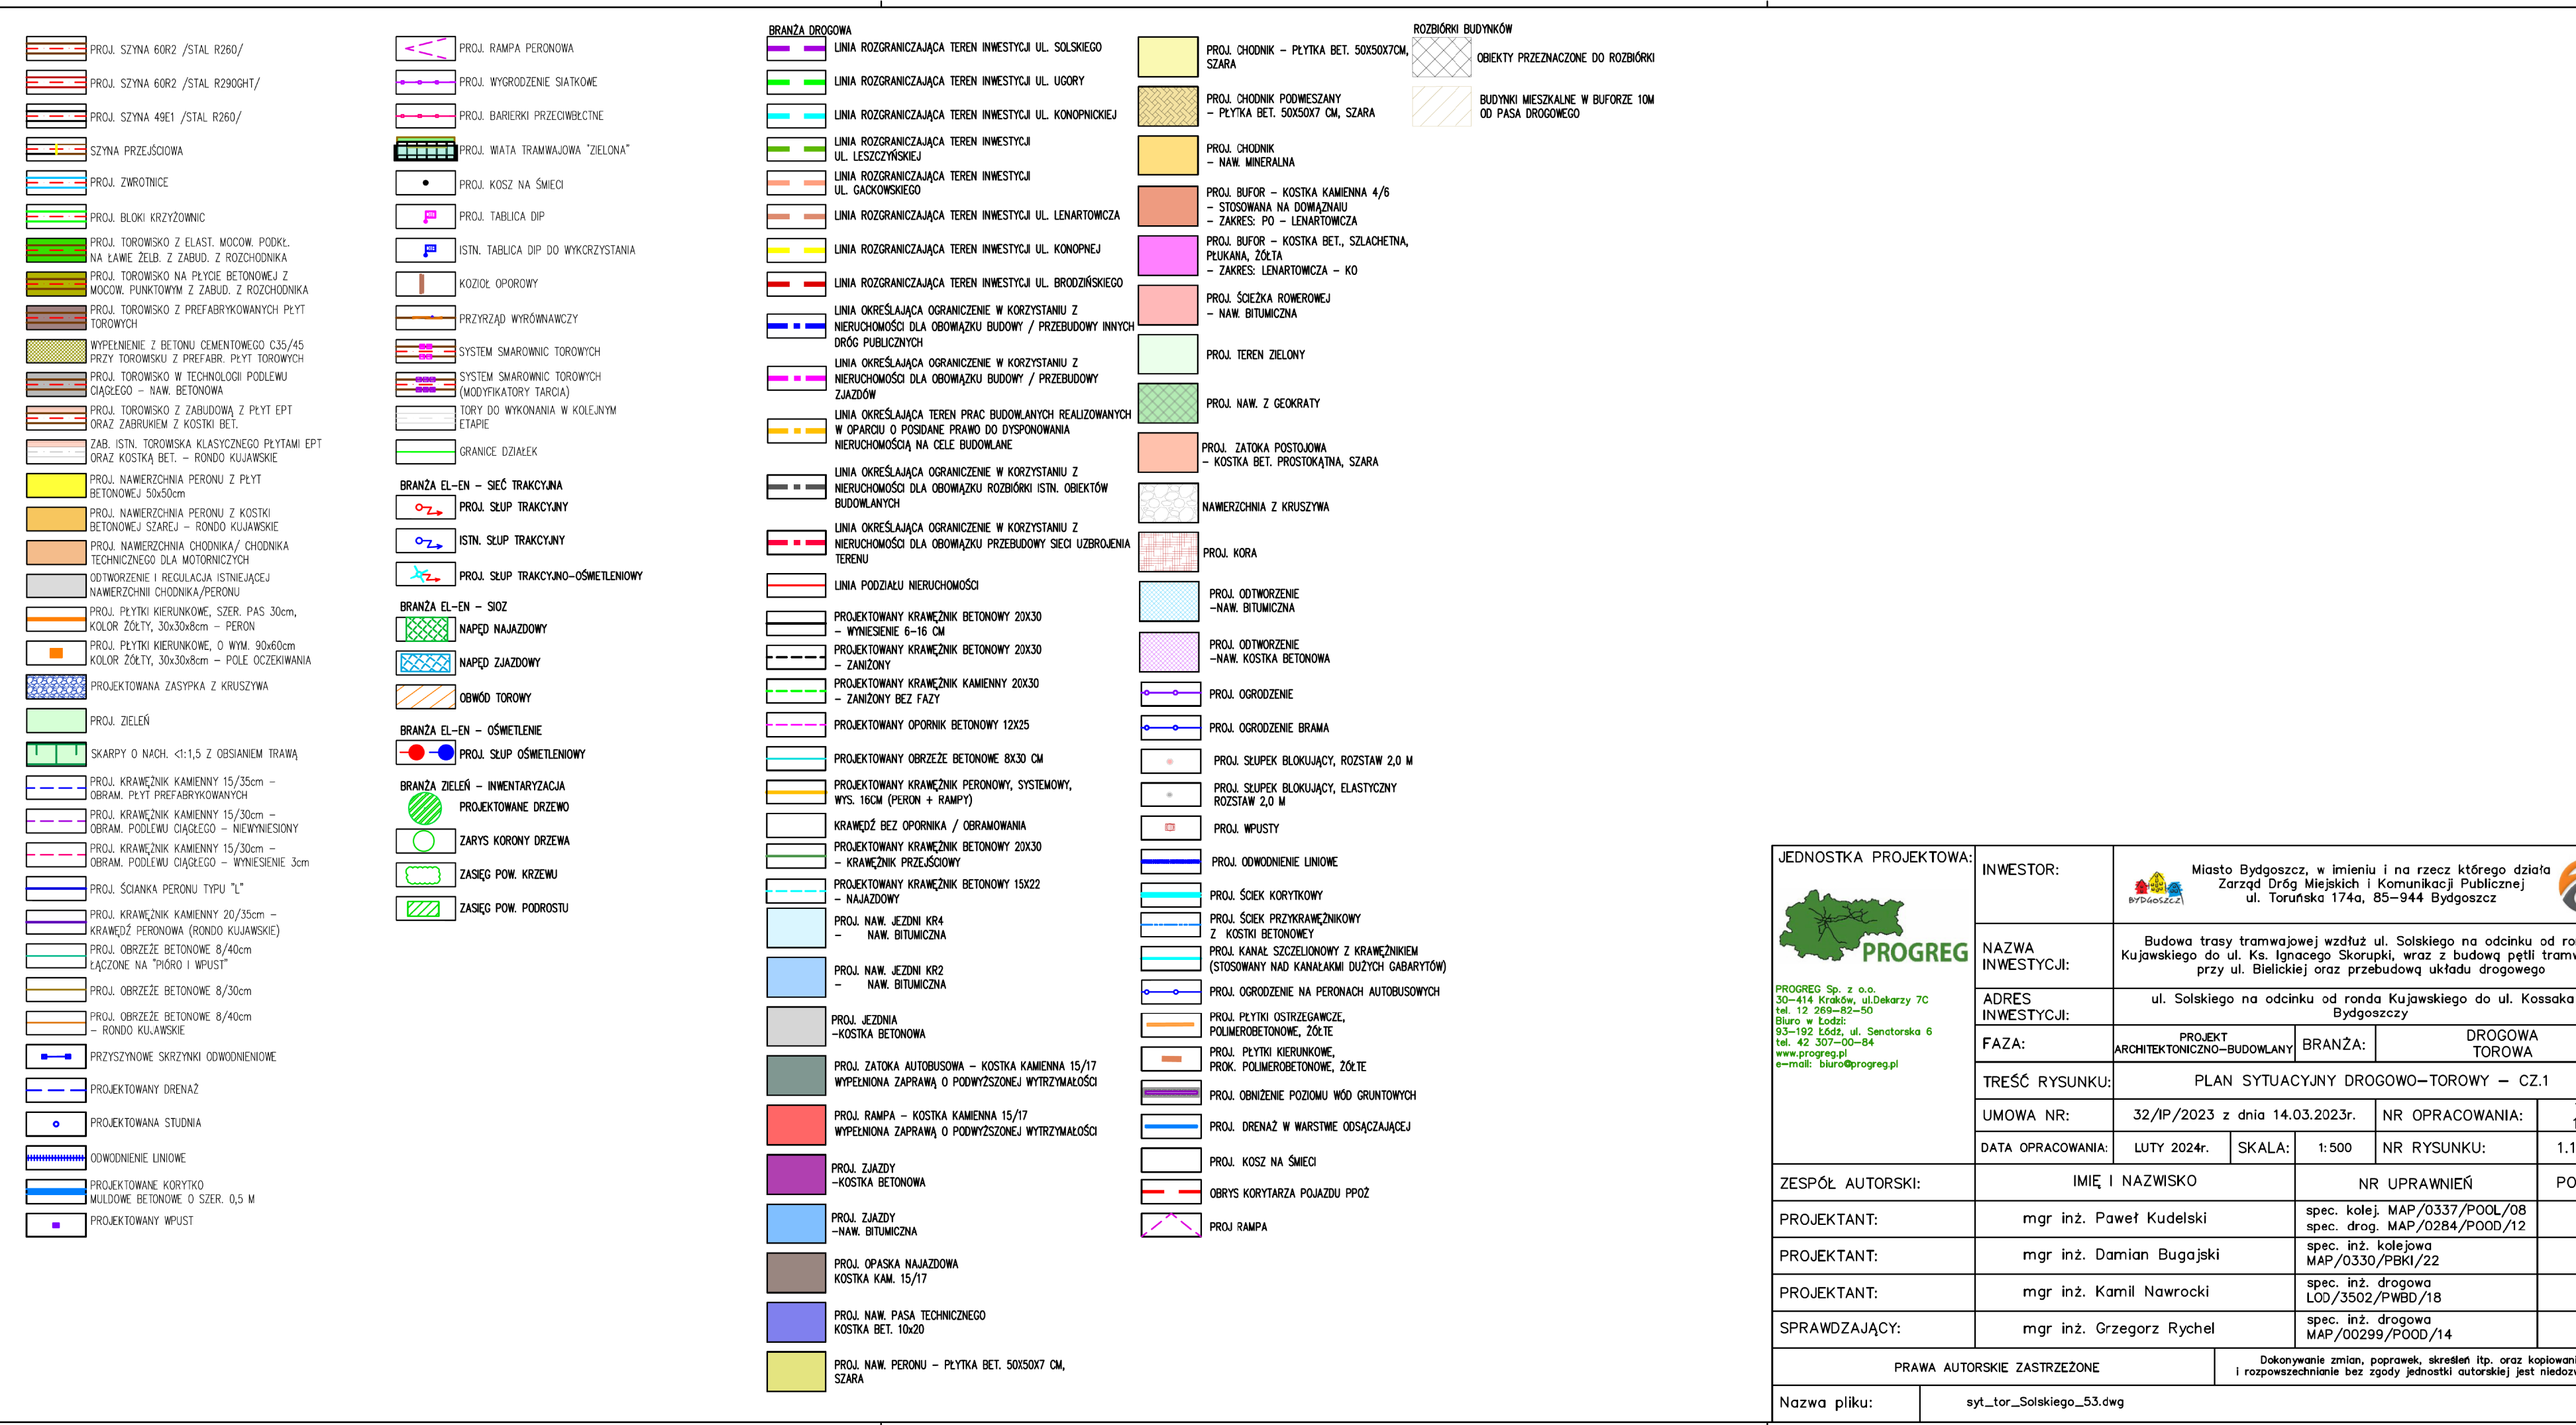 PROJ. SZYNA 60R2 /STAL R260/
PROJ. SZYNA 60R2 /STAL R290GHT/
PROJ. SZYNA 49E1 /STAL R260/
SZYNA PRZEJŚCIOWA
PROJ. ZWROTNICE
PROJ. BLOKI KRZYŻOWNIC
PROJ. TOROWISKO Z ELAST. MOCOW. PODKŁ.
NA ŁAWIE ŻELB. Z ZABUD. Z ROZCHODNIKA
PROJ. TOROWISKO NA PŁYCIE BETONOWEJ Z
MOCOW. PUNKTOWYM Z ZABUD. Z ROZCHODNIKA
PROJ. TOROWISKO Z PREFABRYKOWANYCH PŁYT
TOROWYCH
WYPEŁNIENIE Z BETONU CEMENTOWEGO C35/45
PRZY TOROWISKU Z PREFABR. PŁYT TOROWYCH
PROJ. TOROWISKO W TECHNOLOGII PODLEWU
CIĄGŁEGO - NAW. BETONOWA
PROJ. TOROWISKO Z ZABUDOWĄ Z PŁYT EPT
ORAZ ZABRUKIEM Z KOSTKI BET.
ZAB. ISTN. TOROWISKA KLASYCZNEGO PŁYTAMI EPT
ORAZ KOSTKĄ BET. - RONDO KUJAWSKIE
PROJ. NAWIERZCHNIA PERONU Z PŁYT
BETONOWEJ 50x50cm
PROJ. NAWIERZCHNIA PERONU Z KOSTKI
BETONOWEJ SZAREJ - RONDO KUJAWSKIE
PROJ. NAWIERZCHNIA CHODNIKA/ CHODNIKA
TECHNICZNEGO DLA MOTORNICZYCH
ODTWORZENIE I REGULACJA ISTNIEJĄCEJ
NAWIERZCHNII CHODNIKA/PERONU
PROJ. PŁYTKI KIERUNKOWE, SZER. PAS 30cm,
KOLOR ŻÓŁTY, 30x30x8cm - PERON
PROJ. PŁYTKI KIERUNKOWE, O WYM. 90x60cm
KOLOR ŻÓŁTY, 30x30x8cm - POLE OCZEKIWANIA
PROJEKTOWANA ZASYPKA Z KRUSZYWA
PROJ. ZIELEŃ
SKARPY O NACH. <1:1,5 Z OBSIANIEM TRAWĄ
PROJ. KRAWĘŻNIK KAMIENNY 15/35cm -
OBRAM. PŁYT PREFABRYKOWANYCH
PROJ. KRAWĘŻNIK KAMIENNY 15/30cm -
OBRAM. PODLEWU CIĄGŁEGO - NIEWYNIESIONY
PROJ. KRAWĘŻNIK KAMIENNY 15/30cm -
OBRAM. PODLEWU CIĄGŁEGO - WYNIESIENIE 3cm
PROJ. ŚCIANKA PERONU TYPU "L"
PROJ. KRAWĘŻNIK KAMIENNY 20/35cm -
KRAWĘDŹ PERONOWA (RONDO KUJAWSKIE)
PROJ. OBRZEŻE BETONOWE 8/40cm
ŁĄCZONE NA "PIÓRO I WPUST"
PROJ. OBRZEŻE BETONOWE 8/30cm
PROJ. OBRZEŻE BETONOWE 8/40cm
- RONDO KUJAWSKIE
PRZYSZYNOWE SKRZYNKI ODWODNIENIOWE
PROJEKTOWANY DRENAŻ
PROJEKTOWANA STUDNIA
ODWODNIENIE LINIOWE
PROJEKTOWANE KORYTKO
MULDOWE BETONOWE O SZER. 0,5 M
PROJEKTOWANY WPUST
PROJ. RAMPA PERONOWA
PROJ. WYGRODZENIE SIATKOWE
PROJ. BARIERKI PRZECIWBŁCTNE
PROJ. WIATA TRAMWAJOWA "ZIELONA"
PROJ. KOSZ NA ŚMIECI
PROJ. TABLICA DIP
ISTN. TABLICA DIP DO WYKCRZYSTANIA
KOZIOŁ OPOROWY
PRZYRZĄD WYRÓWNAWCZY
SYSTEM SMAROWNIC TOROWYCH
SYSTEM SMAROWNIC TOROWYCH
(MODYFIKATORY TARCIA)
TORY DO WYKONANIA W KOLEJNYM
ETAPIE
GRANICE DZIAŁEK
BRANŻA EL-EN - SIEĆ TRAKCYJNA
PROJ. SŁUP TRAKCYJNY
ISTN. SŁUP TRAKCYJNY
PROJ. SŁUP TRAKCYJNO-OŚWIETLENIOWY
BRANŻA EL-EN - SIOZ
NAPĘD NAJAZDOWY
NAPĘD ZJAZDOWY
OBWÓD TOROWY
BRANŻA EL-EN - OŚWIETLENIE
PROJ. SŁUP OŚWIETLENIOWY
BRANŻA ZIELEŃ - INWENTARYZACJA
PROJEKTOWANE DRZEWO
ZARYS KORONY DRZEWA
ZASIĘG POW. KRZEWU
ZASIĘG POW. PODROSTU
BRANŻA DROGOWA
LINIA ROZGRANICZAJĄCA TEREN INWESTYCJI UL. SOLSKIEGO
LINIA ROZGRANICZAJĄCA TEREN INWESTYCJI UL. UGORY
LINIA ROZGRANICZAJĄCA TEREN INWESTYCJI UL. KONOPNICKIEJ
LINIA ROZGRANICZAJĄCA TEREN INWESTYCJI
UL. LESZCZYŃSKIEJ
LINIA ROZGRANICZAJĄCA TEREN INWESTYCJI
UL. GACKOWSKIEGO
LINIA ROZGRANICZAJĄCA TEREN INWESTYCJI UL. LENARTOWICZA
LINIA ROZGRANICZAJĄCA TEREN INWESTYCJI UL. KONOPNEJ
LINIA ROZGRANICZAJĄCA TEREN INWESTYCJI UL. BRODZIŃSKIEGO
LINIA OKREŚLAJĄCA OGRANICZENIE W KORZYSTANIU Z
NIERUCHOMOŚCI DLA OBOWIĄZKU BUDOWY / PRZEBUDOWY INNYCH
DRÓG PUBLICZNYCH
LINIA OKREŚLAJĄCA OGRANICZENIE W KORZYSTANIU Z
NIERUCHOMOŚCI DLA OBOWIĄZKU BUDOWY / PRZEBUDOWY
ZJAZDÓW
LINIA OKREŚLAJĄCA TEREN PRAC BUDOWLANYCH REALIZOWANYCH
W OPARCIU O POSIDANE PRAWO DO DYSPONOWANIA
NIERUCHOMOŚCIĄ NA CELE BUDOWLANE
LINIA OKREŚLAJĄCA OGRANICZENIE W KORZYSTANIU Z
NIERUCHOMOŚCI DLA OBOWIĄZKU ROZBIÓRKI ISTN. OBIEKTÓW
BUDOWLANYCH
LINIA OKREŚLAJĄCA OGRANICZENIE W KORZYSTANIU Z
NIERUCHOMOŚCI DLA OBOWIĄZKU PRZEBUDOWY SIECI UZBROJENIA
TERENU
LINIA PODZIAŁU NIERUCHOMOŚCI
PROJEKTOWANY KRAWĘŻNIK BETONOWY 20X30
- WYNIESIENIE 6-16 CM
PROJEKTOWANY KRAWĘŻNIK BETONOWY 20X30
- ZANIŻONY
PROJEKTOWANY KRAWĘŻNIK KAMIENNY 20X30
- ZANIŻONY BEZ FAZY
PROJEKTOWANY OPORNIK BETONOWY 12X25
PROJEKTOWANY OBRZEŻE BETONOWE 8X30 CM
PROJEKTOWANY KRAWĘŻNIK PERONOWY, SYSTEMOWY,
WYS. 16CM (PERON + RAMPY)
KRAWĘDŹ BEZ OPORNIKA / OBRAMOWANIA
PROJEKTOWANY KRAWĘŻNIK BETONOWY 20X30
- KRAWĘŻNIK PRZEJŚCIOWY
PROJEKTOWANY KRAWĘŻNIK BETONOWY 15X22
- NAJAZDOWY
PROJ. NAW. JEZDNI KR4
- NAW. BITUMICZNA
PROJ. NAW. JEZDNI KR2
- NAW. BITUMICZNA
PROJ. JEZDNIA
-KOSTKA BETONOWA
PROJ. ZATOKA AUTOBUSOWA - KOSTKA KAMIENNA 15/17
WYPEŁNIONA ZAPRAWĄ O PODWYŻSZONEJ WYTRZYMAŁOŚCI
PROJ. RAMPA - KOSTKA KAMIENNA 15/17
WYPEŁNIONA ZAPRAWĄ O PODWYŻSZONEJ WYTRZYMAŁOŚCI
PROJ. ZJAZDY
-KOSTKA BETONOWA
PROJ. ZJAZDY
-NAW. BITUMICZNA
PROJ. OPASKA NAJAZDOWA
KOSTKA KAM. 15/17
PROJ. NAW. PASA TECHNICZNEGO
KOSTKA BET. 10x20
PROJ. NAW. PERONU - PŁYTKA BET. 50X50X7 CM,
SZARA
PROJ. CHODNIK - PŁYTKA BET. 50X50X7CM,
SZARA
PROJ. CHODNIK PODWIESZANY
- PŁYTKA BET. 50X50X7 CM, SZARA
PROJ. CHODNIK
- NAW. MINERALNA
PROJ. BUFOR - KOSTKA KAMIENNA 4/6
- STOSOWANA NA DOWIĄZNAIU
- ZAKRES: PO - LENARTOWICZA
PROJ. BUFOR - KOSTKA BET., SZLACHETNA,
PŁUKANA, ŻÓŁTA
- ZAKRES: LENARTOWICZA - KO
PROJ. ŚCIEŻKA ROWEROWEJ
- NAW. BITUMICZNA
PROJ. TEREN ZIELONY
PROJ. NAW. Z GEOKRATY
PROJ. ZATOKA POSTOJOWA
- KOSTKA BET. PROSTOKĄTNA, SZARA
NAWIERZCHNIA Z KRUSZYWA
PROJ. KORA
PROJ. ODTWORZENIE
-NAW. BITUMICZNA
PROJ. ODTWORZENIE
-NAW. KOSTKA BETONOWA
PROJ. OGRODZENIE
PROJ. OGRODZENIE BRAMA
PROJ. SŁUPEK BLOKUJĄCY, ROZSTAW 2,0 M
PROJ. SŁUPEK BLOKUJĄCY, ELASTYCZNY
ROZSTAW 2,0 M
PROJ. WPUSTY
PROJ. ODWODNIENIE LINIOWE
PROJ. ŚCIEK KORYTKOWY
PROJ. ŚCIEK PRZYKRAWĘŻNIKOWY
Z KOSTKI BETONOWEY
PROJ. KANAŁ SZCZELIONOWY Z KRAWĘŻNIKIEM
(STOSOWANY NAD KANAŁAKMI DUŻYCH GABARYTÓW)
PROJ. OGRODZENIE NA PERONACH AUTOBUSOWYCH
PROJ. PŁYTKI OSTRZEGAWCZE,
POLIMEROBETONOWE, ŻÓŁTE
PROJ. PŁYTKI KIERUNKOWE,
PROK. POLIMEROBETONOWE, ŻÓŁTE
PROJ. OBNIŻENIE POZIOMU WÓD GRUNTOWYCH
PROJ. DRENAŻ W WARSTWIE ODSĄCZAJĄCEJ
PROJ. KOSZ NA ŚMIECI
OBRYS KORYTARZA POJAZDU PPOŻ
PROJ RAMPA
ROZBIÓRKI BUDYNKÓW
OBIEKTY PRZEZNACZONE DO ROZBIÓRKI
BUDYNKI MIESZKALNE W BUFORZE 10M
OD PASA DROGOWEGO
JEDNOSTKA PROJEKTOWA:
PROGREG
PROGREG Sp. z o.o.
30-414 Kraków, ul.Dekarzy 7C
tel. 12 269-82-50
Biuro w Łodzi:
93-192 Łódź, ul. Senatorska 6
tel. 42 307-00-84
www.progreg.pl
e-mail: biuro@progreg.pl
INWESTOR:
BYDGOSZCZ
Miasto Bydgoszcz, w imieniu i na rzecz którego działa
Zarząd Dróg Miejskich i Komunikacji Publicznej
ul. Toruńska 174a, 85-944 Bydgoszcz
NAZWA
INWESTYCJI:
Budowa trasy tramwajowej wzdłuż ul. Solskiego na odcinku od ro
Kujawskiego do ul. Ks. Ignacego Skorupki, wraz z budową pętli tramw
przy ul. Bielickiej oraz przebudową układu drogowego
ADRES
INWESTYCJI:
ul. Solskiego na odcinku od ronda Kujawskiego do ul. Kossaka
Bydgoszczy
FAZA:
PROJEKT
ARCHITEKTONICZNO-BUDOWLANY
BRANŻA:
DROGOWA
TOROWA
TREŚĆ RYSUNKU:
PLAN SYTUACYJNY DROGOWO-TOROWY - CZ.1
UMOWA NR:
32/IP/2023 z dnia 14.03.2023r.
NR OPRACOWANIA:
DATA OPRACOWANIA:
LUTY 2024r.
SKALA:
1:500
NR RYSUNKU:
1.1
ZESPÓŁ AUTORSKI:
IMIĘ I NAZWISKO
NR UPRAWNIEŃ
PO
PROJEKTANT:
mgr inż. Paweł Kudelski
spec. kolej. MAP/0337/POOL/08
spec. drog. MAP/0284/POOD/12
PROJEKTANT:
mgr inż. Damian Bugajski
spec. inż. kolejowa
MAP/0330/PBKI/22
PROJEKTANT:
mgr inż. Kamil Nawrocki
spec. inż. drogowa
LOD/3502/PWBD/18
SPRAWDZAJĄCY:
mgr inż. Grzegorz Rychel
spec. inż. drogowa
MAP/00299/POOD/14
PRAWA AUTORSKIE ZASTRZEŻONE
Dokonywanie zmian, poprawek, skreśleń itp. oraz kopiowani
i rozpowszechnianie bez zgody jednostki autorskiej jest niedoz
Nazwa pliku:
syt_tor_Solskiego_53.dwg